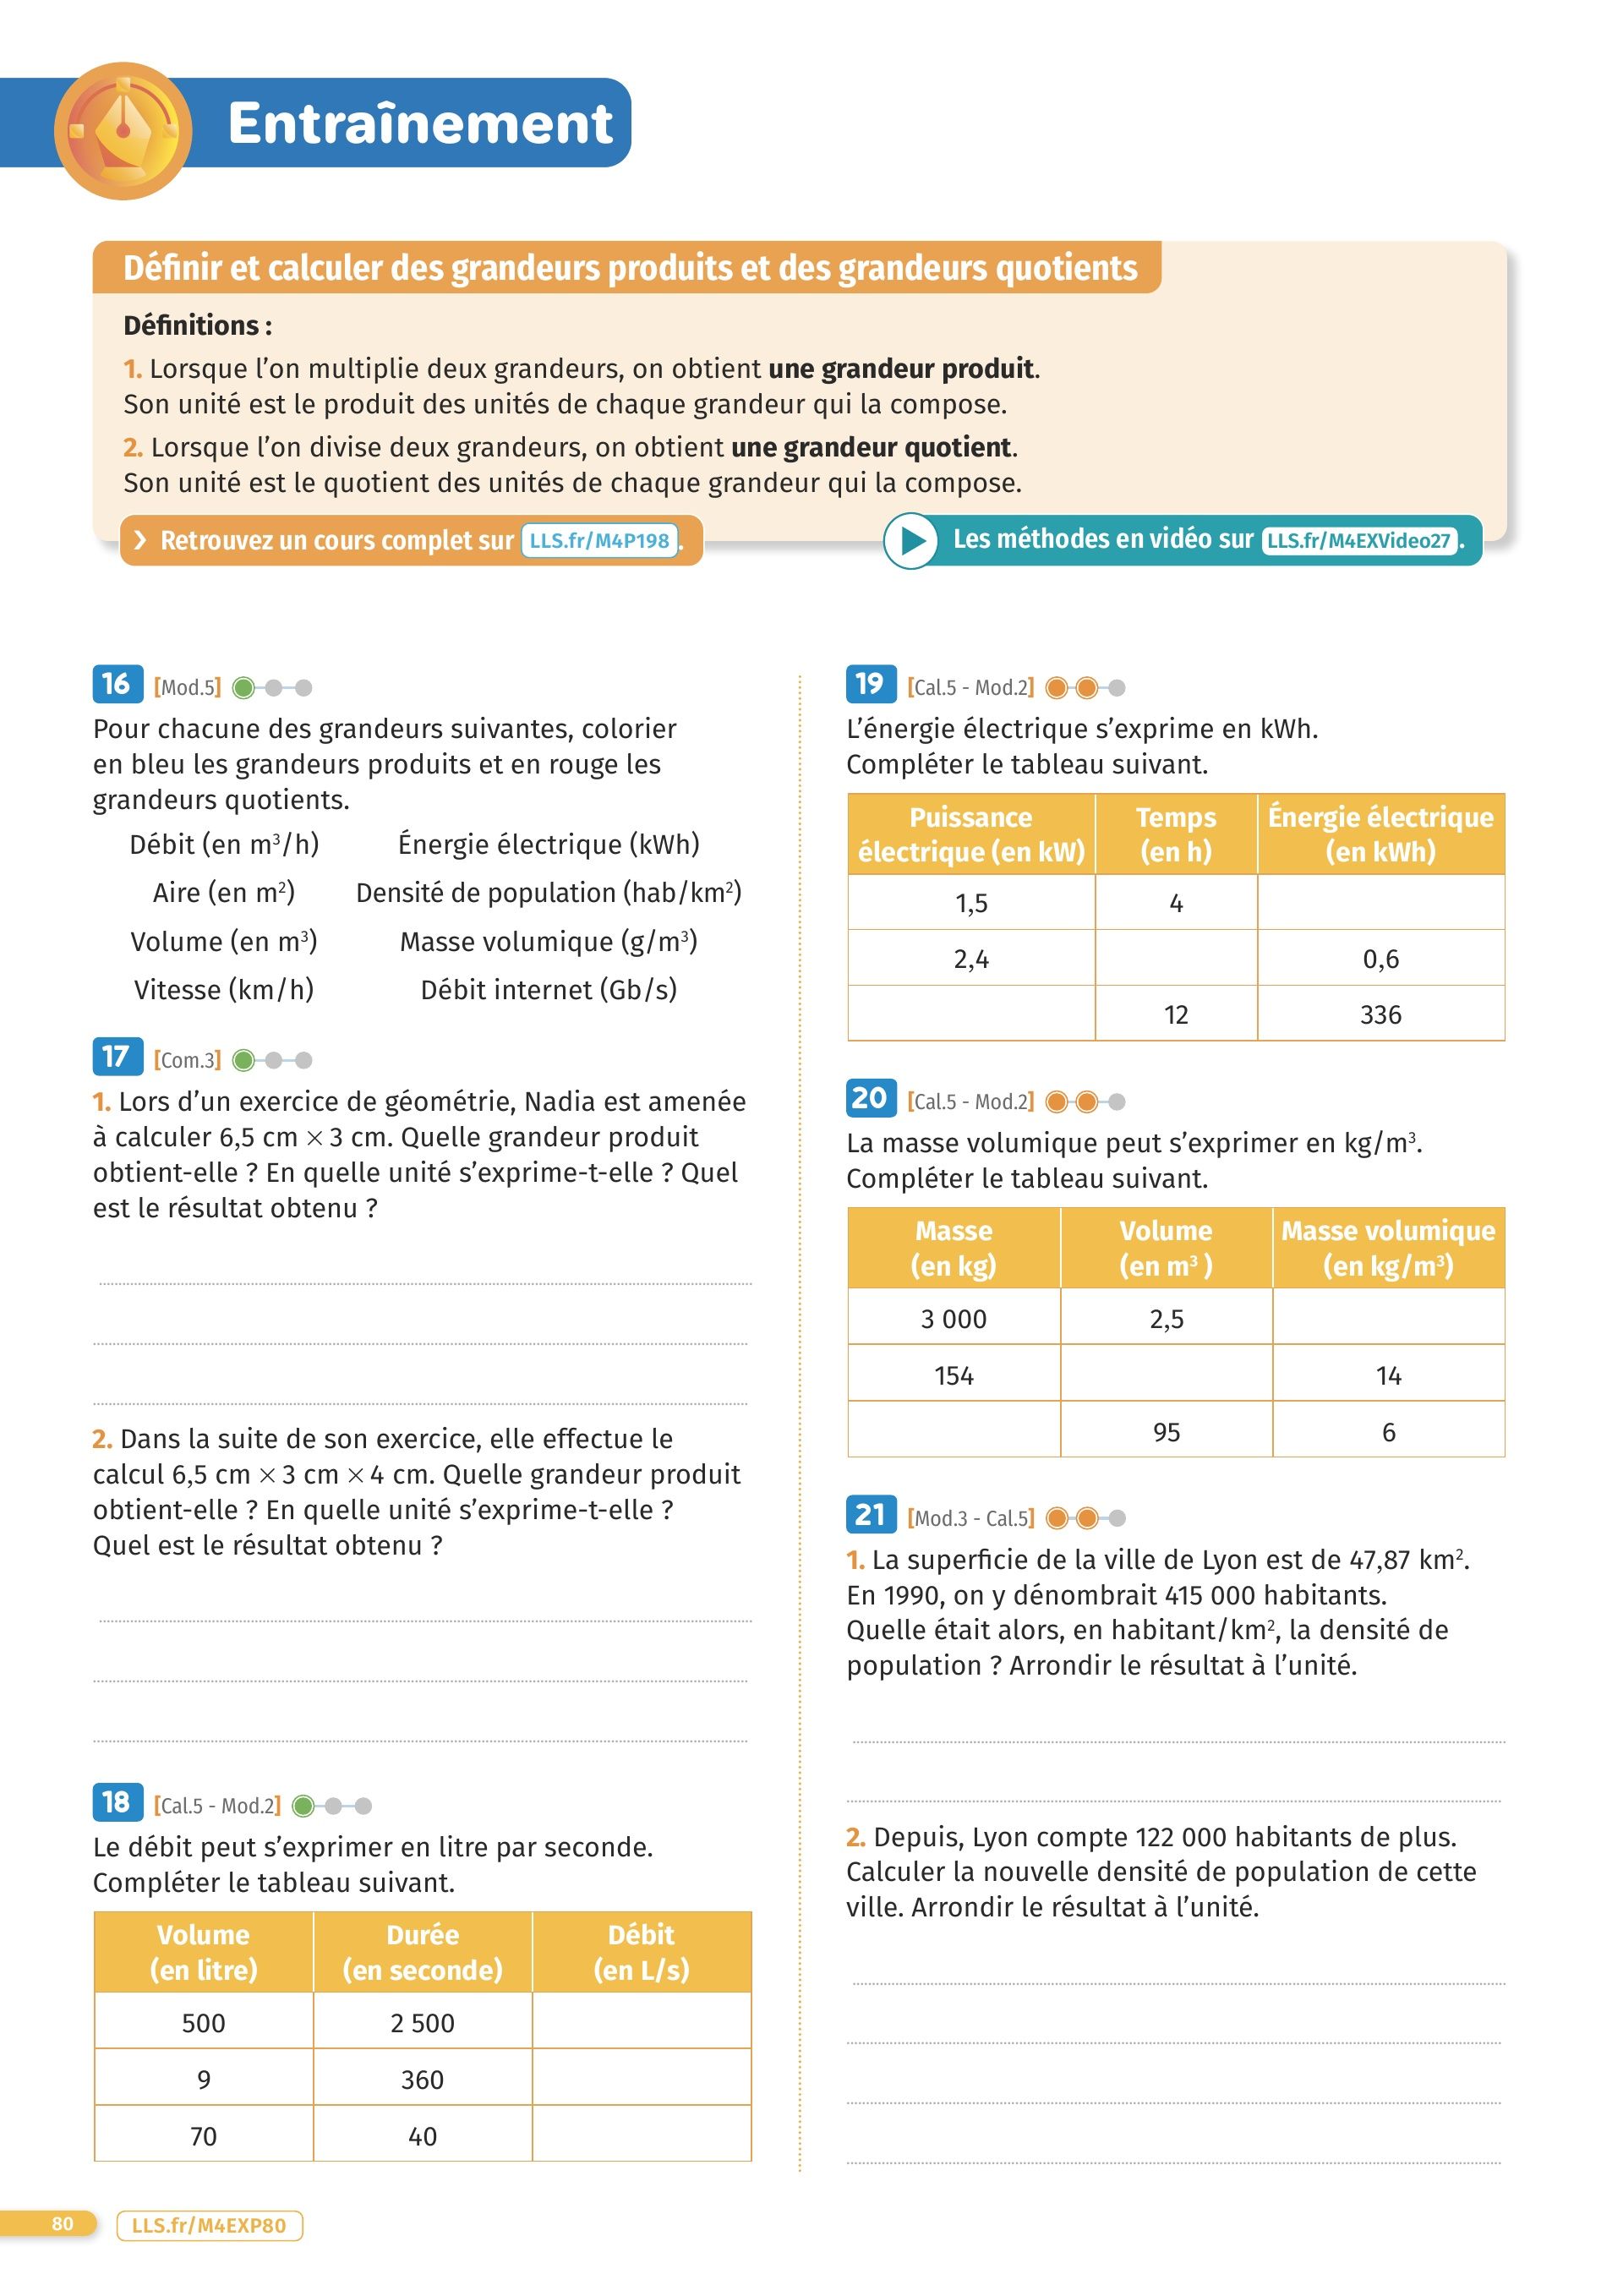 Entraînement
Définir et calculer des grandeurs produits et des grandeurs quotients
Définitions :
1. Lorsque l’on multiplie deux grandeurs, on obtient une grandeur produit.
Son unité est le produit des unités de chaque grandeur qui la compose.
2. Lorsque l’on divise deux grandeurs, on obtient une grandeur quotient.
Son unité est le quotient des unités de chaque grandeur qui la compose.
❯ Retrouvez un cours complet sur LLS.fr/M4P198.
Les méthodes en vidéo sur LLS.fr/M4EXVideo27.
16 [Mod.5]
Pour chacune des grandeurs suivantes, colorier
en bleu les grandeurs produits et en rouge les
grandeurs quotients.
Débit (en m³/h) Énergie électrique (kWh)
Aire (en m²) Densité de population (hab/km²)
Volume (en m³) Masse volumique (g/m³)
Vitesse (km/h) Débit internet (Gb/s)
17 [Com.3]
1. Lors d’un exercice de géométrie, Nadia est amenée
à calculer 6,5 cm × 3 cm. Quelle grandeur produit
obtient-elle ? En quelle unité s’exprime-t-elle ? Quel
est le résultat obtenu ?
2. Dans la suite de son exercice, elle effectue le
calcul 6,5 cm × 3 cm × 4 cm. Quelle grandeur produit
obtient-elle ? En quelle unité s’exprime-t-elle ?
Quel est le résultat obtenu ?
18 [Cal.5 - Mod.2]
Le débit peut s’exprimer en litre par seconde.
Compléter le tableau suivant.
Volume Durée Débit
(en litre) (en seconde) (en L/s)
500 2 500
9 360
70 40
19 [Cal.5 - Mod.2]
L’énergie électrique s’exprime en kWh.
Compléter le tableau suivant.
Puissance Temps Énergie électrique
électrique (en kW) (en h) (en kWh)
1,5 4
2,4 0,6
12 336
20 [Cal.5 - Mod.2]
La masse volumique peut s’exprimer en kg/m³.
Compléter le tableau suivant.
Masse Volume Masse volumique
(en kg) (en m³ ) (en kg/m³)
3 000 2,5
154 14
95 6
21 [Mod.3 - Cal.5]
1. La superficie de la ville de Lyon est de 47,87 km².
En 1990, on y dénombrait 415 000 habitants.
Quelle était alors, en habitant/km², la densité de
population ? Arrondir le résultat à l’unité.
2. Depuis, Lyon compte 122 000 habitants de plus.
Calculer la nouvelle densité de population de cette
ville. Arrondir le résultat à l’unité.
80 LLS.fr/M4EXP80